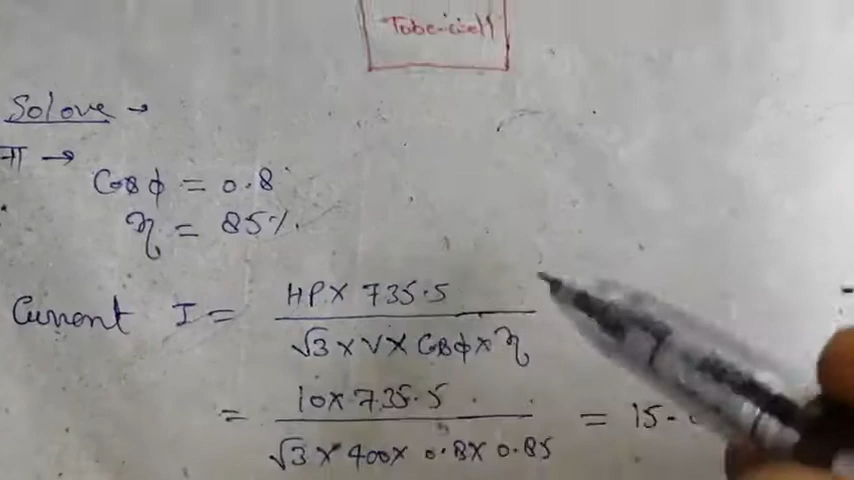 Tube-well
Solove →
ना →
Cosϕ = 0.8
η = 85%.
Current I = HP × 735.5
√3 × V × Cosϕ × η
= 10 × 735.5
√3 × 400 × 0.8 × 0.85
= 15.